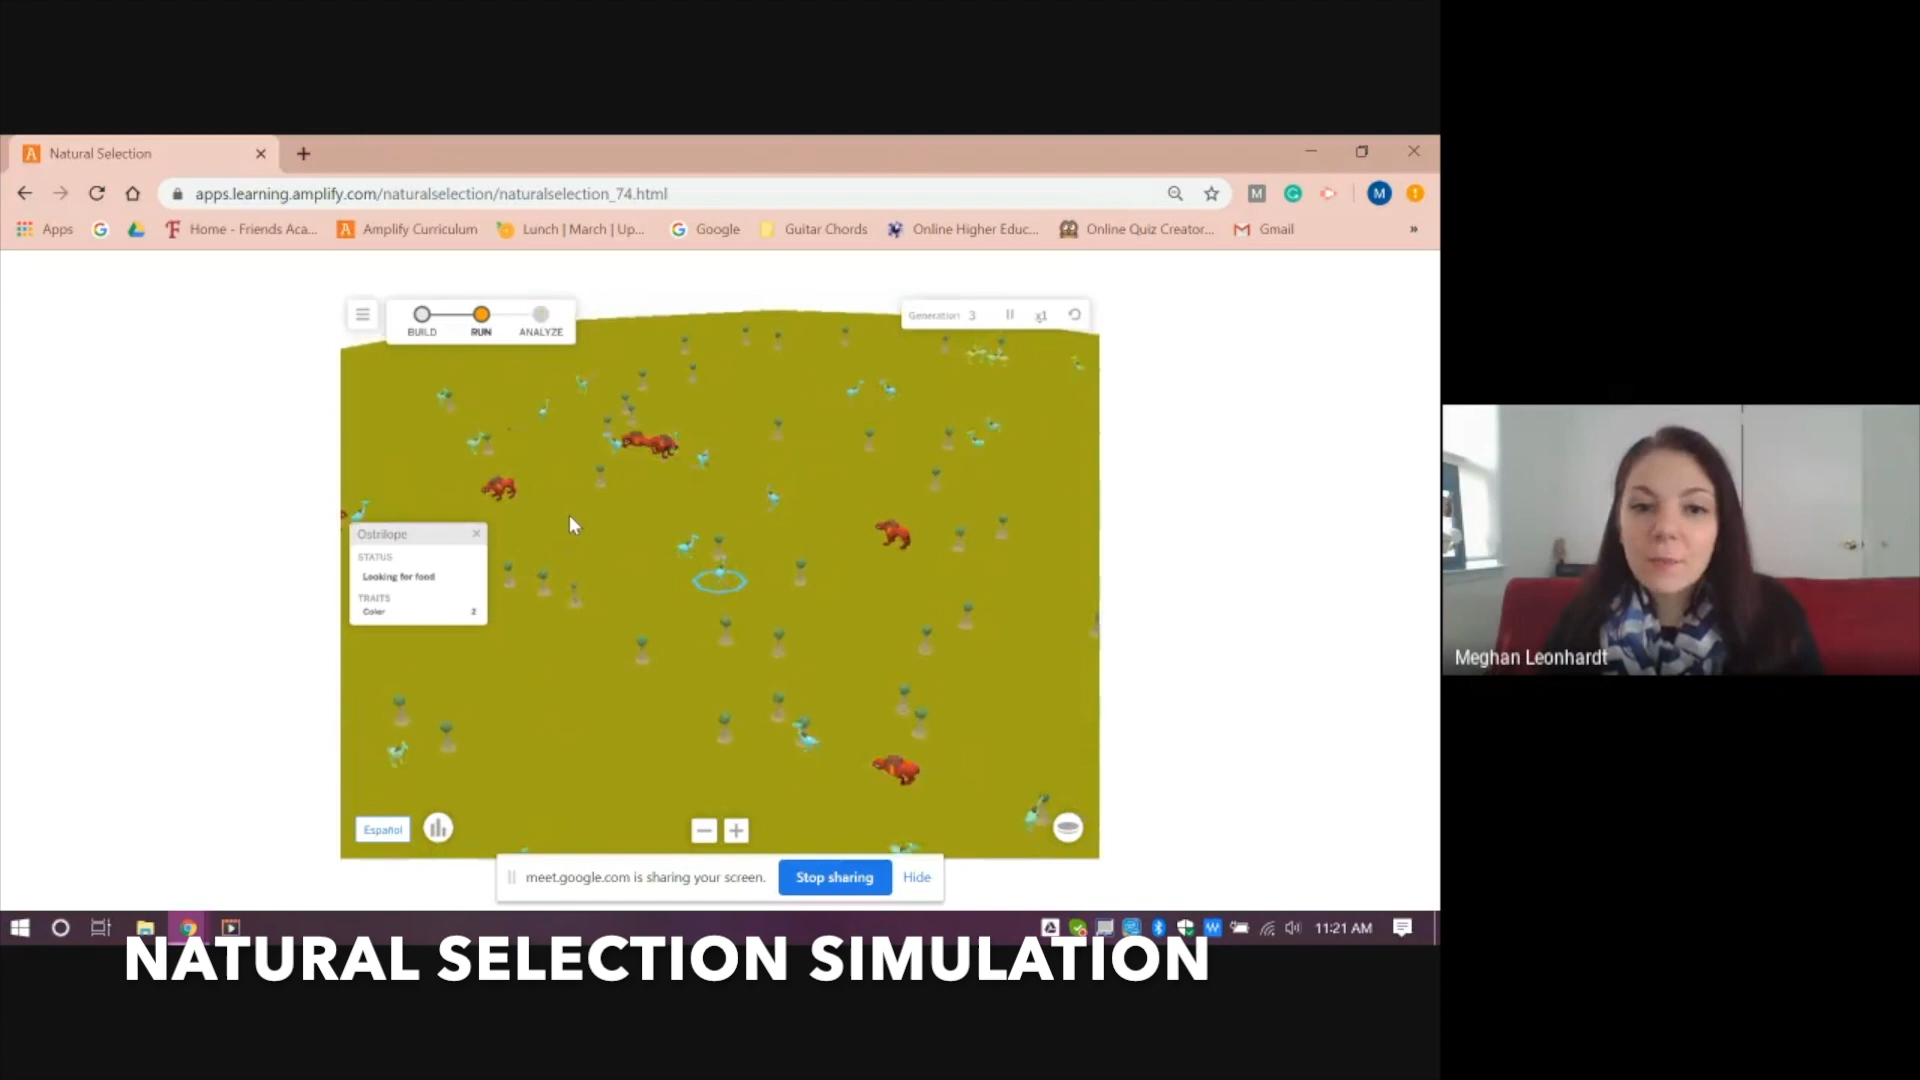 Natural Selection
apps.learning.amplify.com/naturalselection/naturalselection_74.html
M
M
Apps
Home - Friends Aca...
Amplify Curriculum
Lunch | March | Up...
Google
Guitar Chords
Online Higher Educ...
Online Quiz Creator...
Gmail
»
BUILD
RUN
ANALYZE
Generation 3
x1
Ostrilope
STATUS
Looking for food
TRAITS
Color 2
Español
meet.google.com is sharing your screen.
Stop sharing
Hide
Meghan Leonhardt
11:21 AM
NATURAL SELECTION SIMULATION